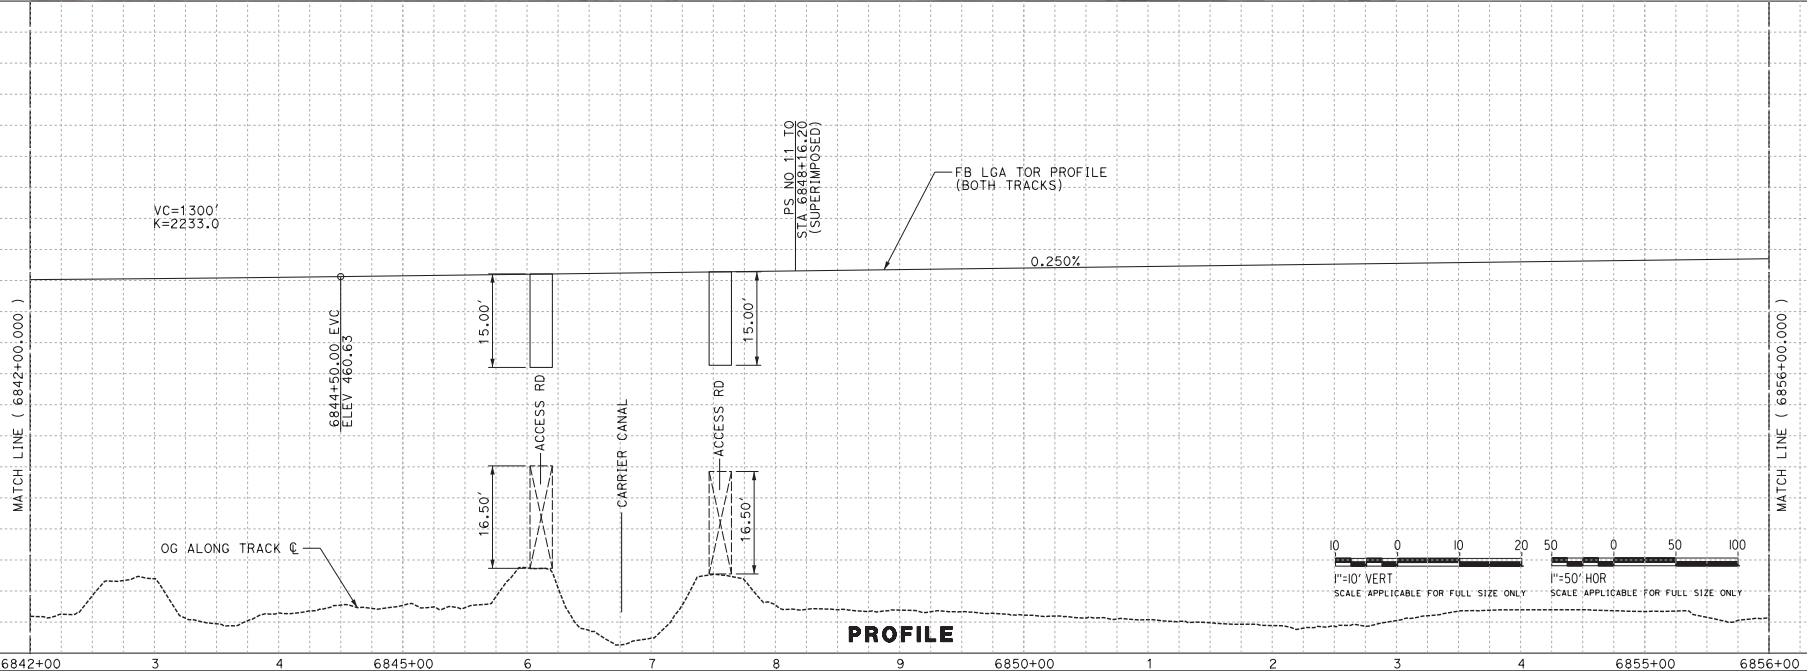 PS NO 11 TO
STA 6848+16.20
(SUPERIMPOSED)
FB LGA TOR PROFILE
(BOTH TRACKS)
VC=1300'
K=2233.0
0.250%
MATCH LINE ( 6842+00.000 )
6844+50.00 EVC
ELEV 460.63
15.00'
15.00'
MATCH LINE ( 6856+00.000 )
ACCESS RD
ACCESS RD
CARRIER CANAL
16.50'
16.50'
OG ALONG TRACK ℄
10 0 10 20
1"=10' VERT
SCALE APPLICABLE FOR FULL SIZE ONLY
50 0 50 100
1"=50' HOR
SCALE APPLICABLE FOR FULL SIZE ONLY
PROFILE
6842+00 3 4 6845+00 6 7 8 9 6850+00 1 2 3 4 6855+00 6856+00